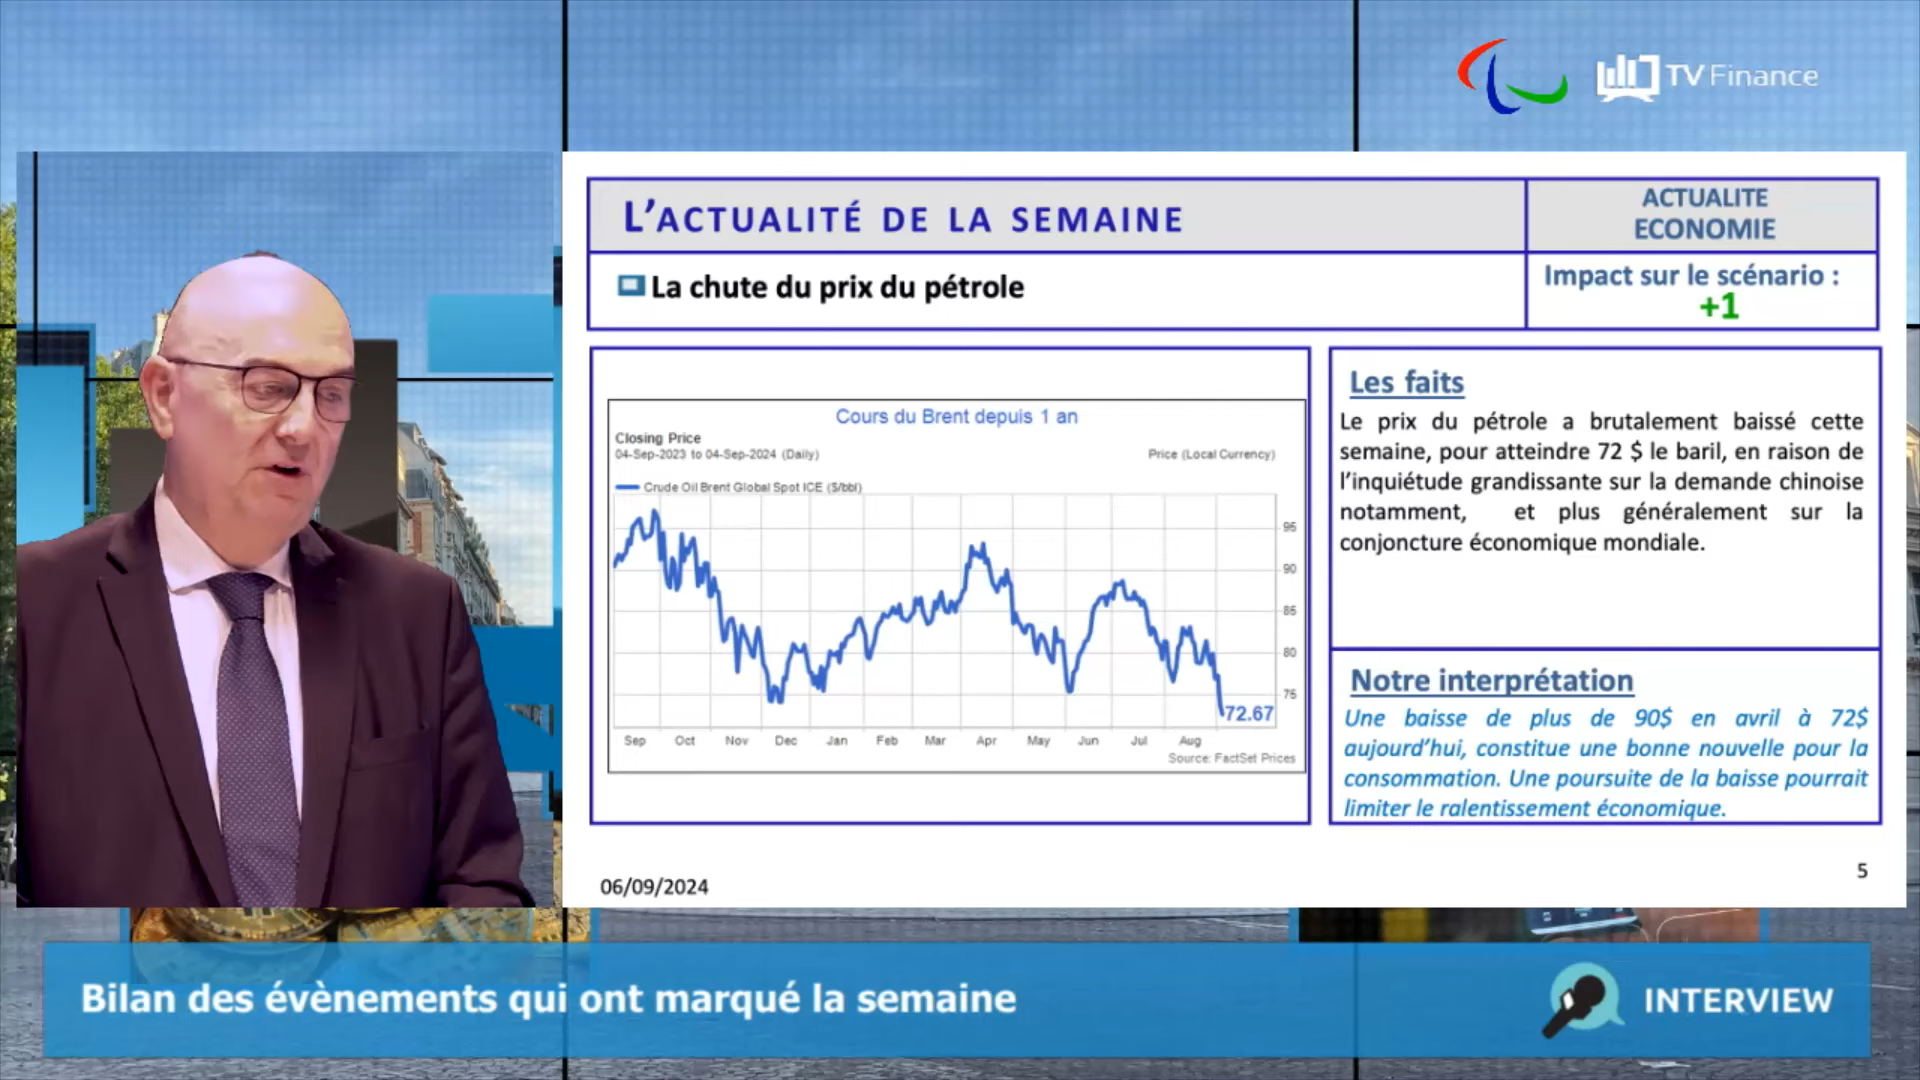 TV Finance
L'ACTUALITÉ DE LA SEMAINE
ACTUALITE
ECONOMIE
La chute du prix du pétrole
Impact sur le scénario :
+1
Cours du Brent depuis 1 an
Closing Price
04-Sep-2023 to 04-Sep-2024 (Daily)
Price (Local Currency)
Crude Oil Brent Global Spot ICE ($/bbl)
95
90
85
80
75
72.67
Sep Oct Nov Dec Jan Feb Mar Apr May Jun Jul Aug
Source: FactSet Prices
Les faits
Le prix du pétrole a brutalement baissé cette
semaine, pour atteindre 72 $ le baril, en raison de
l'inquiétude grandissante sur la demande chinoise
notamment, et plus généralement sur la
conjoncture économique mondiale.
Notre interprétation
Une baisse de plus de 90$ en avril à 72$
aujourd'hui, constitue une bonne nouvelle pour la
consommation. Une poursuite de la baisse pourrait
limiter le ralentissement économique.
06/09/2024
5
Bilan des évènements qui ont marqué la semaine
INTERVIEW